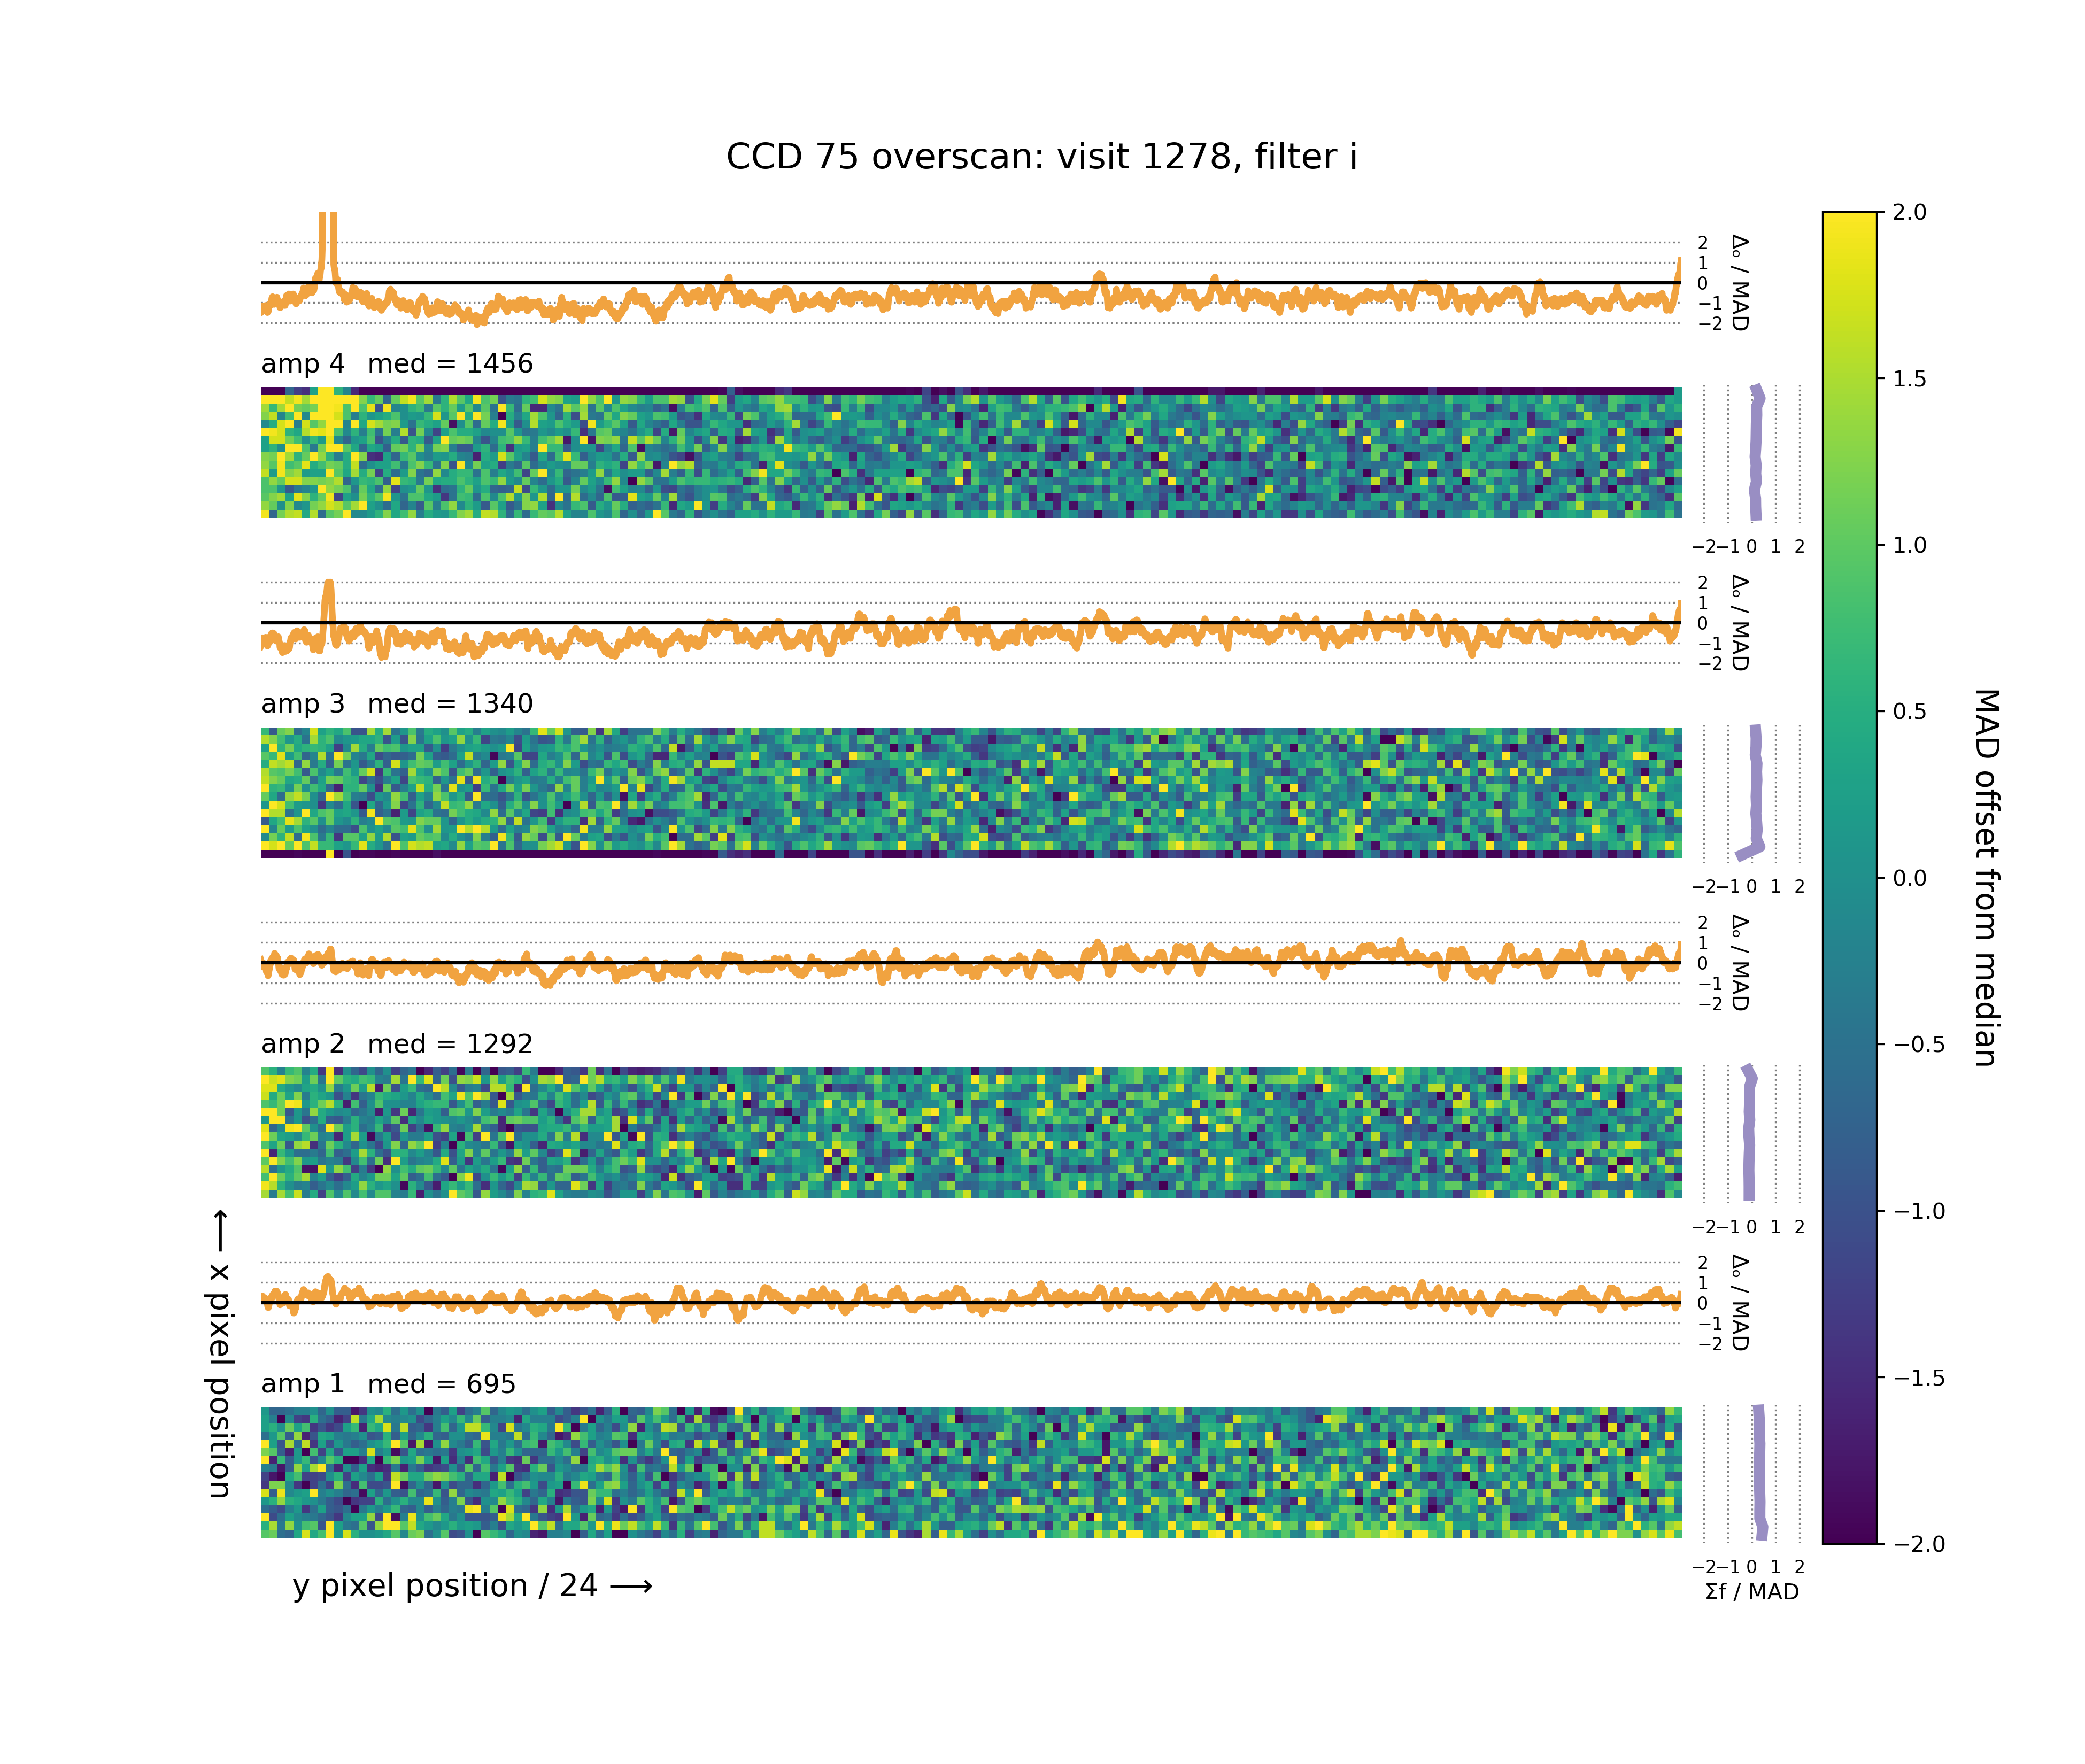 CCD 75 overscan: visit 1278, filter i
2
1
0
−1
−2
Δₒ / MAD
amp 4 med = 1456
−2 −1 0 1 2
2
1
0
−1
−2
Δₒ / MAD
amp 3 med = 1340
−2 −1 0 1 2
2
1
0
−1
−2
Δₒ / MAD
amp 2 med = 1292
−2 −1 0 1 2
2
1
0
−1
−2
Δₒ / MAD
amp 1 med = 695
−2 −1 0 1 2
Σf / MAD
y pixel position / 24 ⟶
⟵ x pixel position
2.0
1.5
1.0
0.5
0.0
−0.5
−1.0
−1.5
−2.0
MAD offset from median